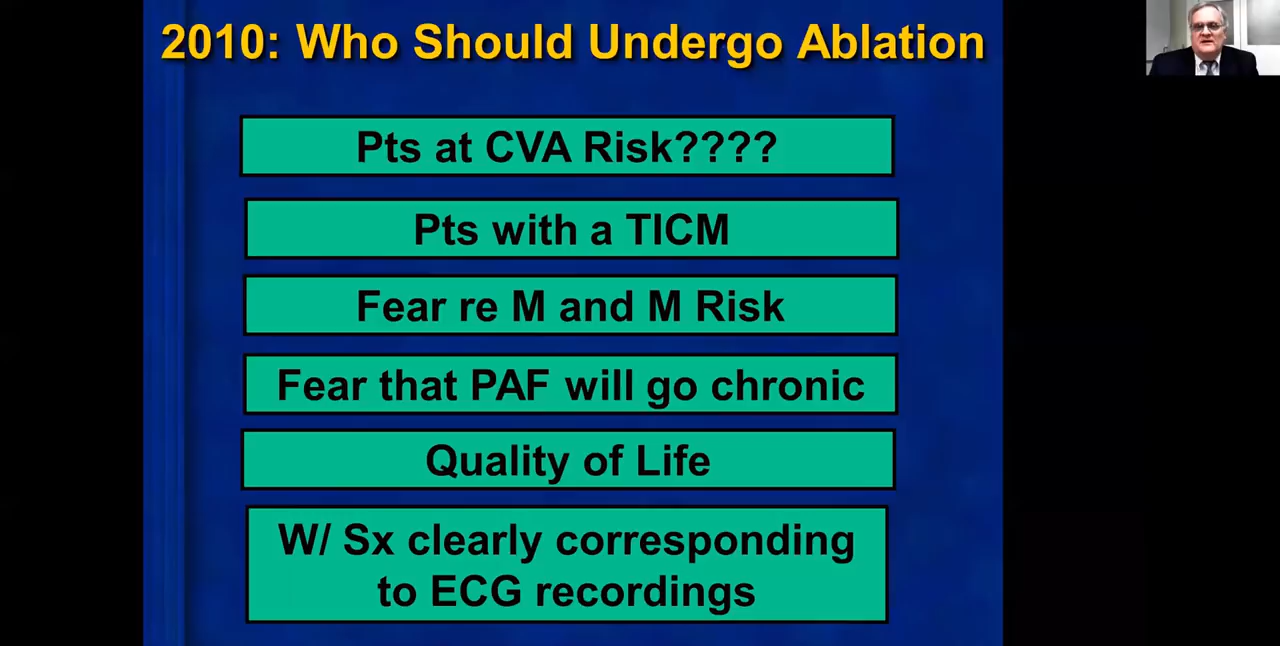 2010: Who Should Undergo Ablation
Pts at CVA Risk????
Pts with a TICM
Fear re M and M Risk
Fear that PAF will go chronic
Quality of Life
W/ Sx clearly corresponding
to ECG recordings